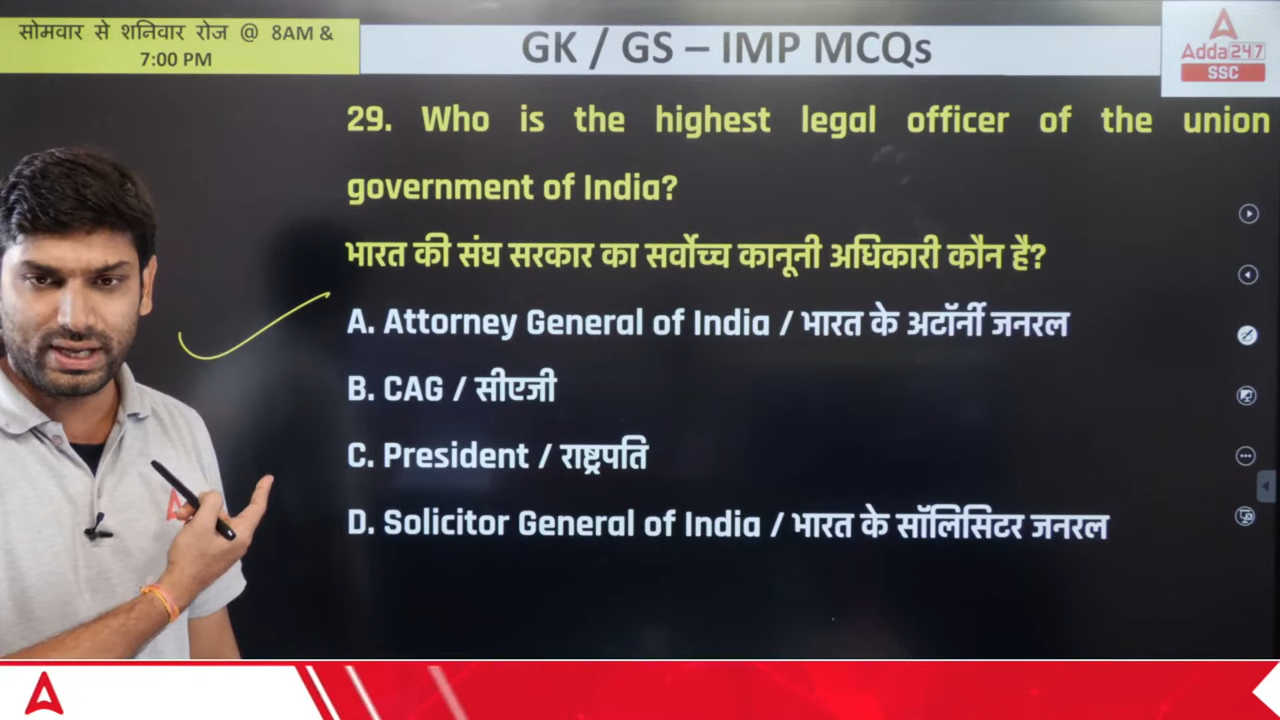 सोमवार से शनिवार रोज @ 8AM &
7:00 PM
GK / GS – IMP MCQs
Adda 247
SSC
29. Who is the highest legal officer of the union
government of India?
भारत की संघ सरकार का सर्वोच्च कानूनी अधिकारी कौन है?
A. Attorney General of India / भारत के अटॉर्नी जनरल
B. CAG / सीएजी
C. President / राष्ट्रपति
D. Solicitor General of India / भारत के सॉलिसिटर जनरल